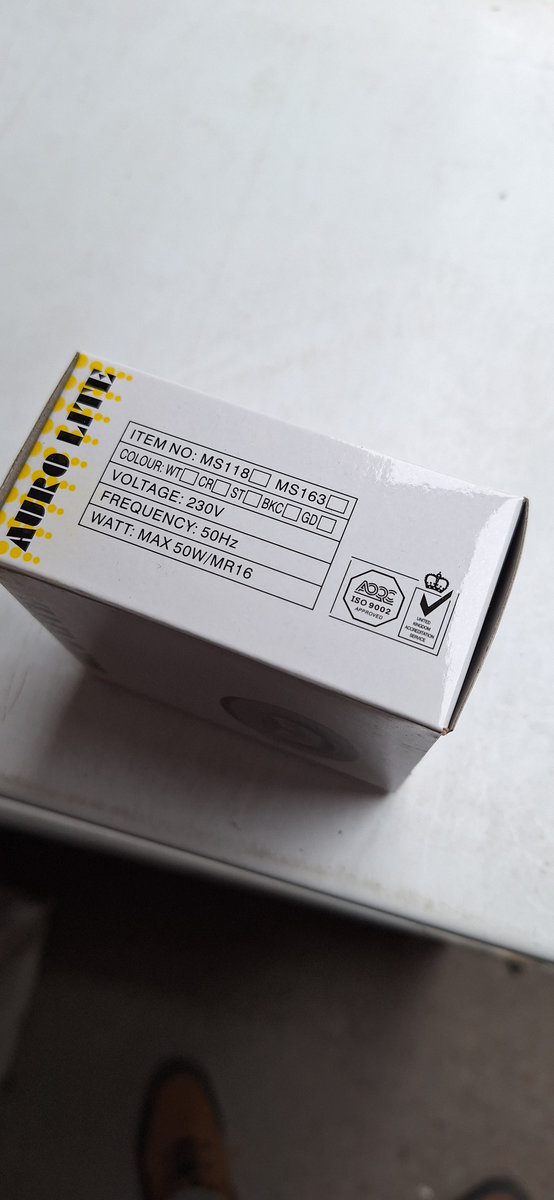 AURO LITE
ITEM NO: MS118□ MS163□
COLOUR: WT□ CR□ ST□ BKC□ GD□
VOLTAGE: 230V
FREQUENCY: 50Hz
WATT: MAX 50W/MR16
AQRC
ISO 9002
APPROVED
UNITED
KINGDOM
ACCREDITATION
SERVICE